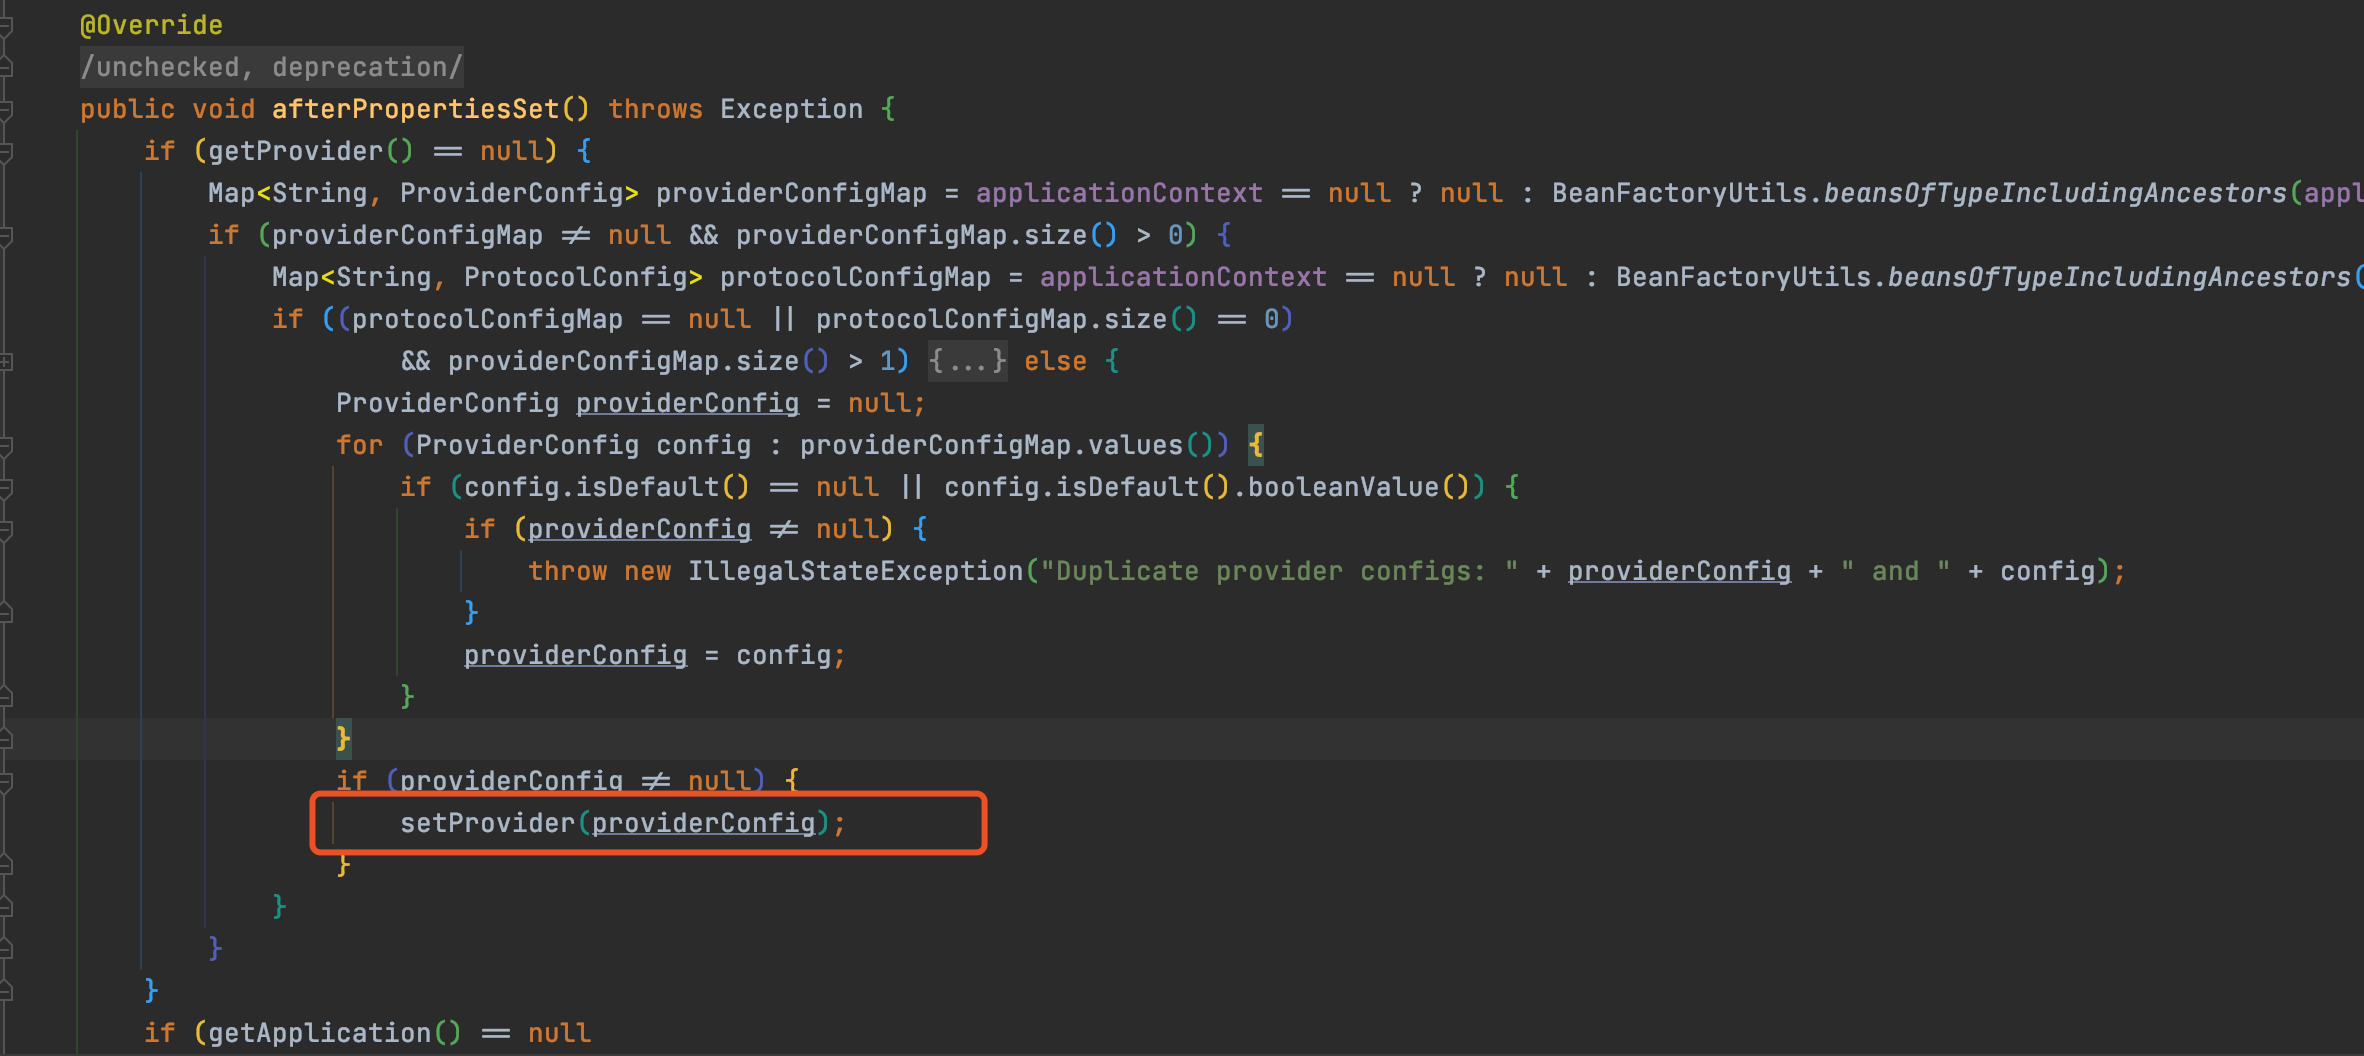 @Override
/unchecked, deprecation/
public void afterPropertiesSet() throws Exception {
if (getProvider() == null) {
Map<String, ProviderConfig> providerConfigMap = applicationContext == null ? null : BeanFactoryUtils.beansOfTypeIncludingAncestors(appl
if (providerConfigMap != null && providerConfigMap.size() > 0) {
Map<String, ProtocolConfig> protocolConfigMap = applicationContext == null ? null : BeanFactoryUtils.beansOfTypeIncludingAncestors(
if ((protocolConfigMap == null || protocolConfigMap.size() == 0)
&& providerConfigMap.size() > 1) {...} else {
ProviderConfig providerConfig = null;
for (ProviderConfig config : providerConfigMap.values()) {
if (config.isDefault() == null || config.isDefault().booleanValue()) {
if (providerConfig != null) {
throw new IllegalStateException("Duplicate provider configs: " + providerConfig + " and " + config);
}
providerConfig = config;
}
}
if (providerConfig != null) {
setProvider(providerConfig);
}
}
}
}
if (getApplication() == null